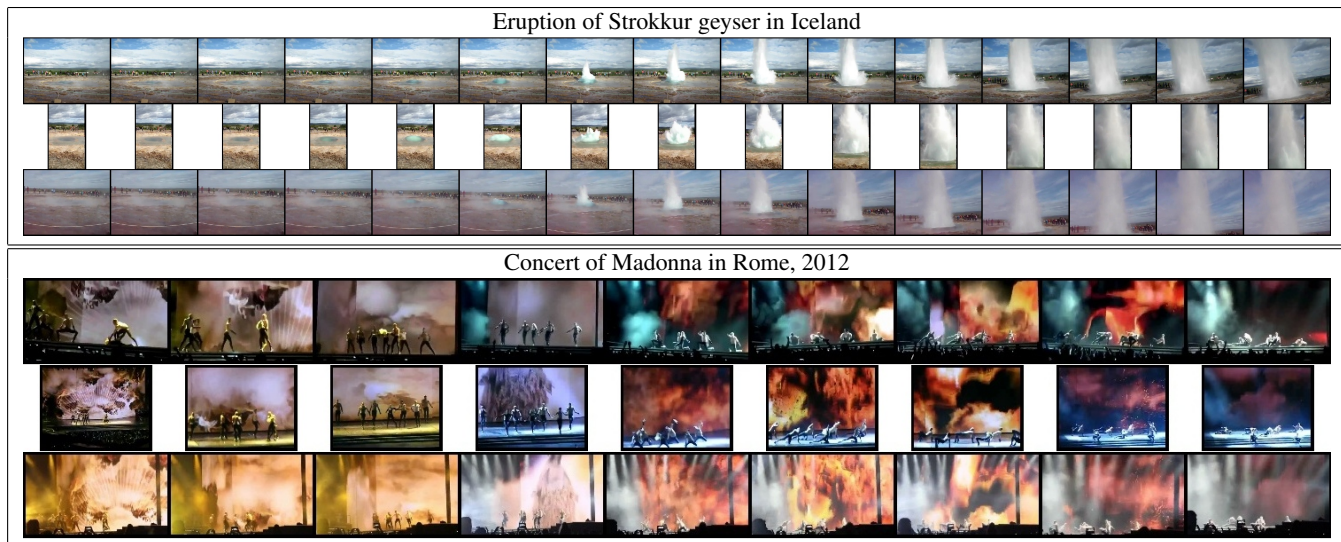 Eruption of Strokkur geyser in Iceland
Concert of Madonna in Rome, 2012